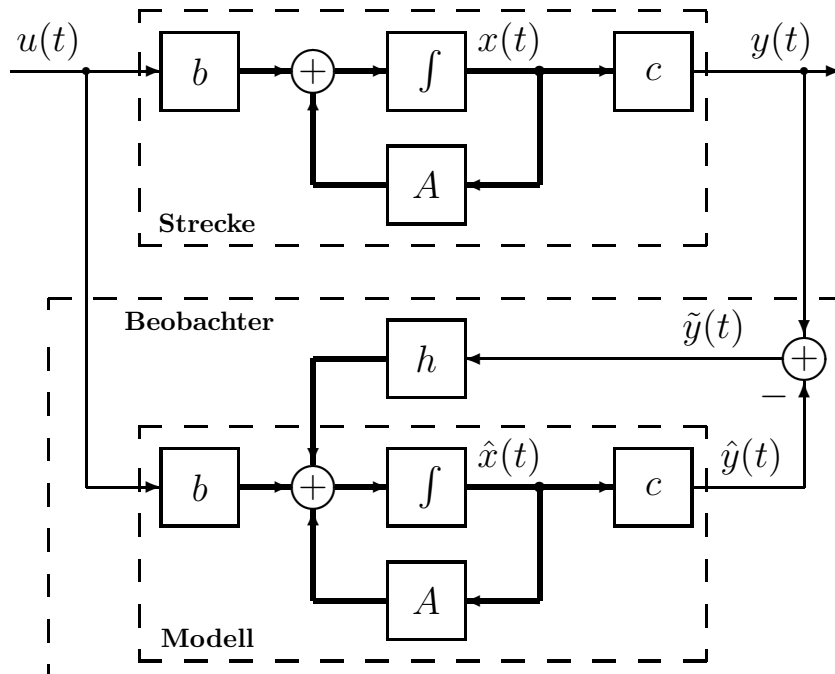 u(t)
b
+
∫
x(t)
c
y(t)
A
Strecke
Beobachter
ỹ(t)
h
+
−
b
+
∫
x̂(t)
c
ŷ(t)
A
Modell